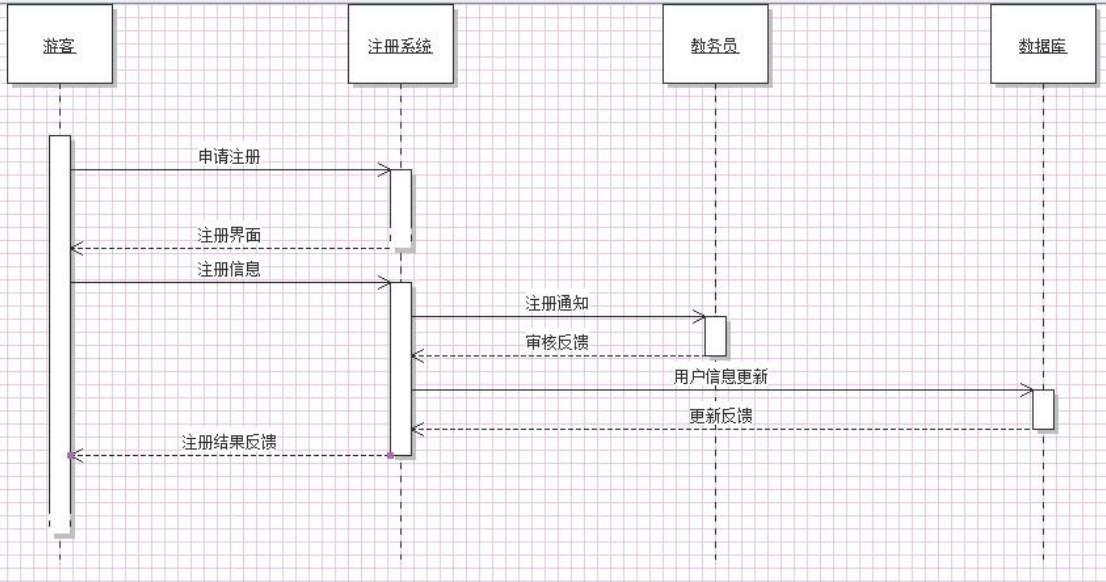 游客
注册系统
教务员
数据库
申请注册
注册界面
注册信息
注册通知
审核反馈
用户信息更新
更新反馈
注册结果反馈